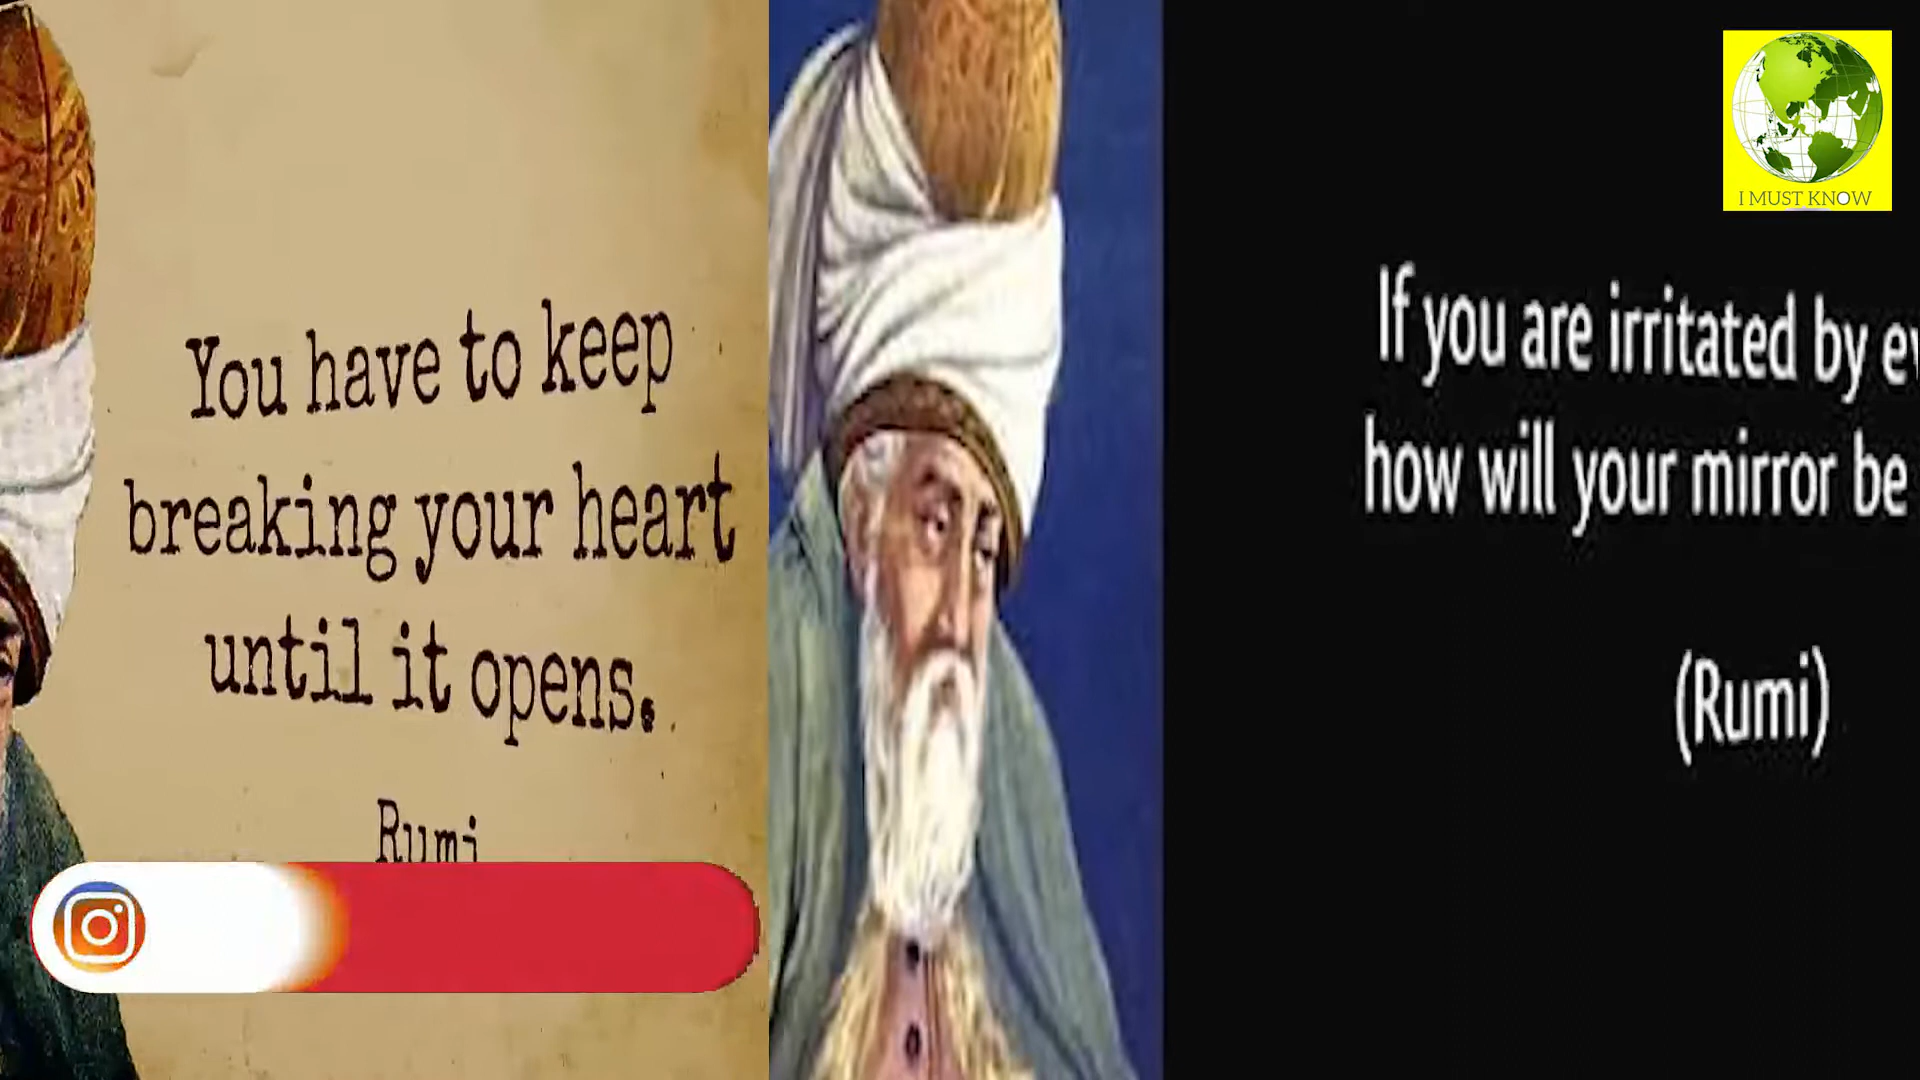 You have to keep
breaking your heart
until it opens.
Rumi
I MUST KNOW
If you are irritated by
how will your mirror be
(Rumi)